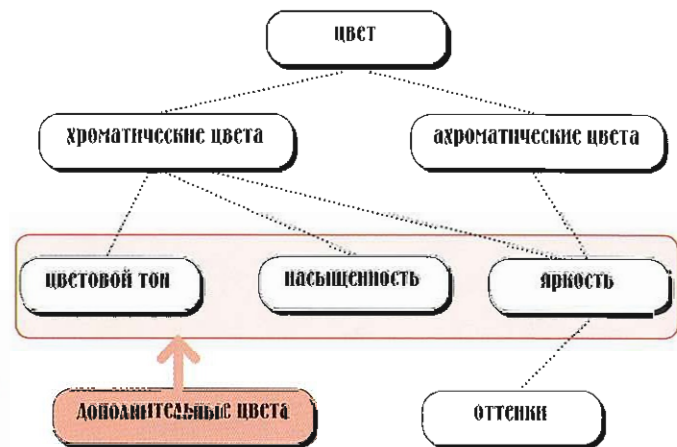 цвет
хроматические цвета
ахроматические цвета
цветовой тон
насыщенность
яркость
дополнительные цвета
оттенки